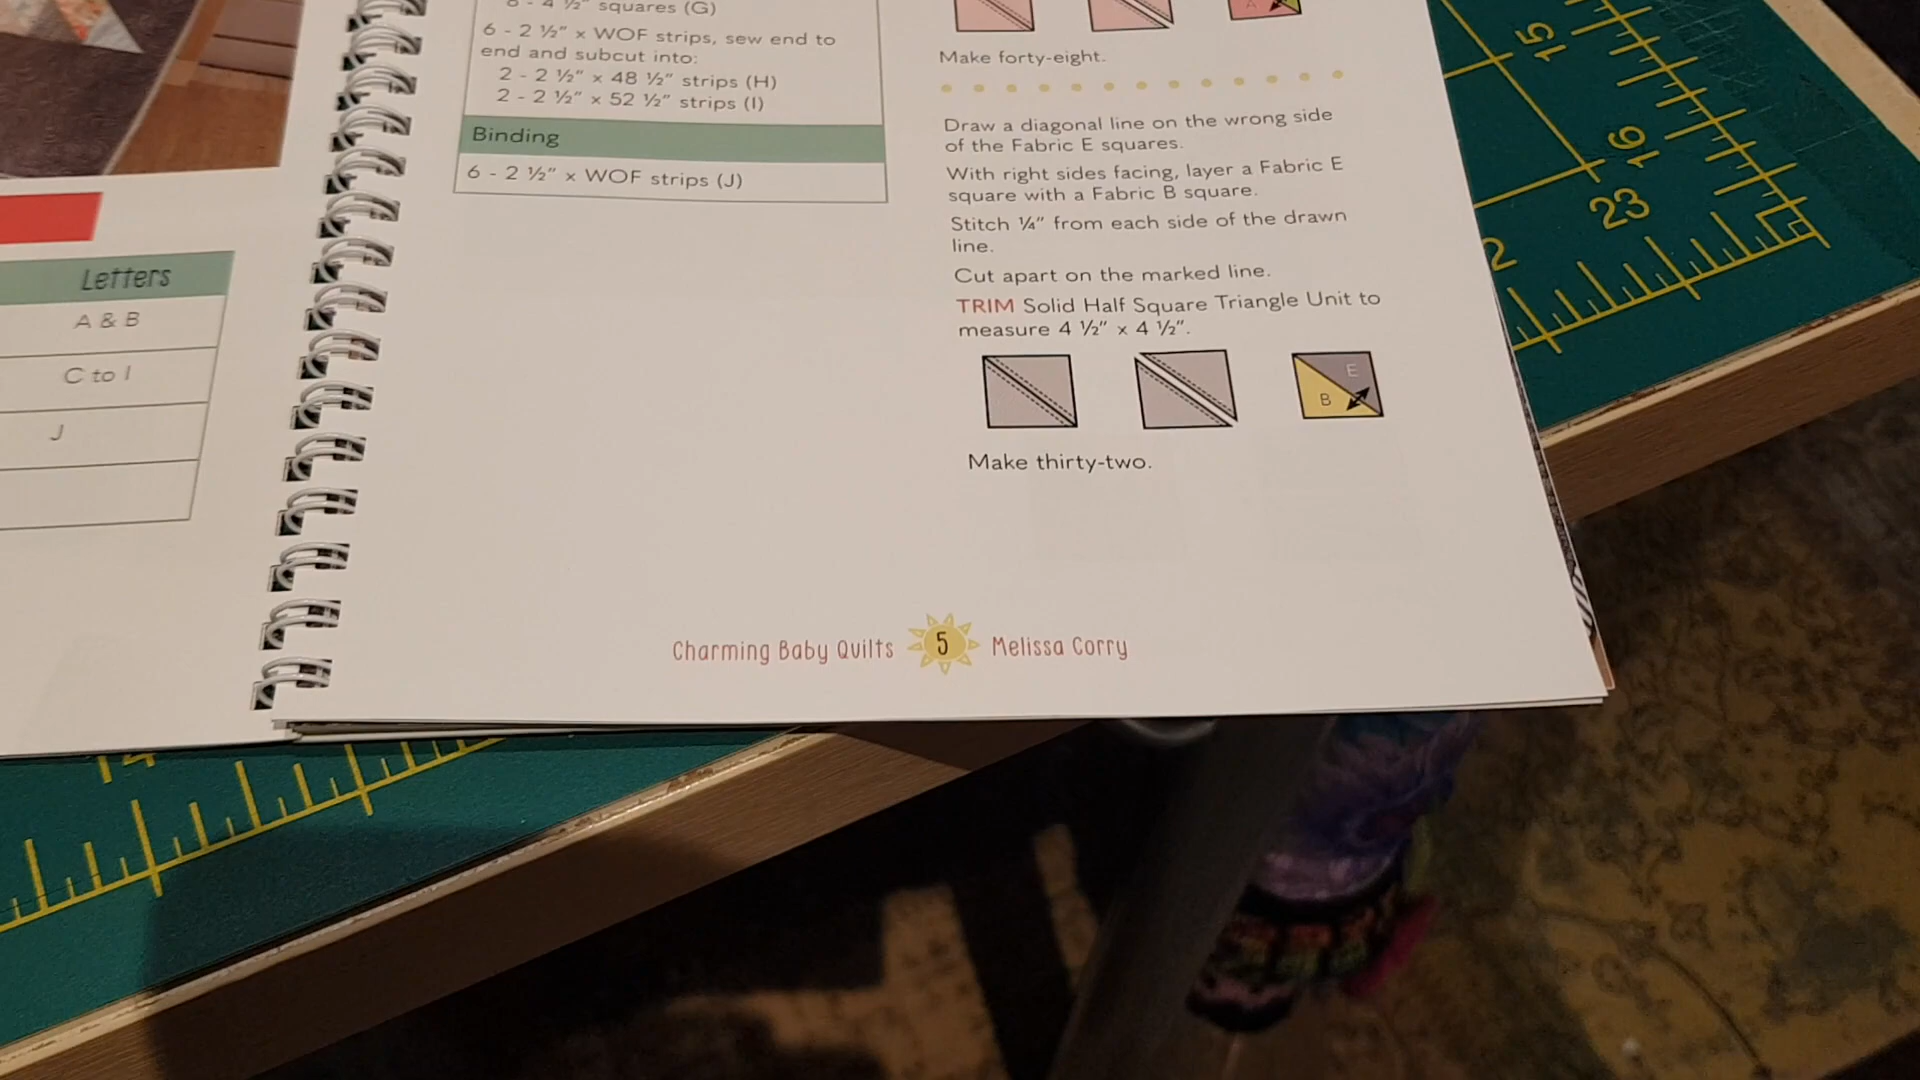 Letters
A & B
C to I
J
squares (G)
6 - 2 ½" x WOF strips, sew end to
end and subcut into:
2 - 2 ½" x 48 ½" strips (H)
2 - 2 ½" x 52 ½" strips (I)
Binding
6 - 2 ½" x WOF strips (J)
Make forty-eight.
Draw a diagonal line on the wrong side
of the Fabric E squares.
With right sides facing, layer a Fabric E
square with a Fabric B square.
Stitch ¼" from each side of the drawn
line.
Cut apart on the marked line.
TRIM Solid Half Square Triangle Unit to
measure 4 ½" x 4 ½".
E
B
Make thirty-two.
Charming Baby Quilts 5 Melissa Corry
15
16
23
2
14